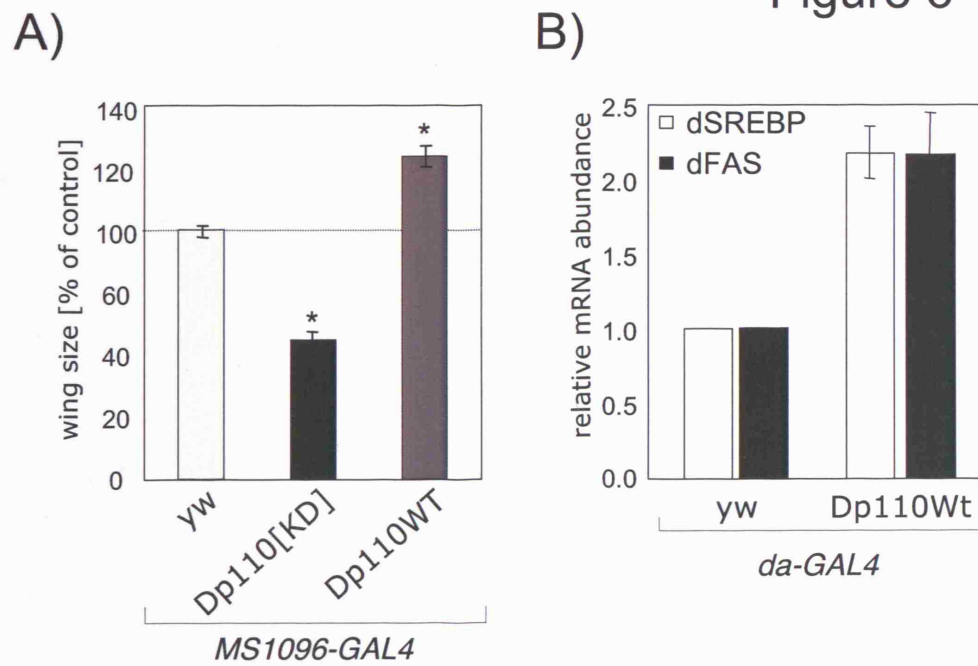 Figure
A)
wing size [% of control]
140
120
100
60
40
20
0
*
*
yw
Dp110[KD]
Dp110WT
MS1096-GAL4
B)
relative mRNA abundance
2.5
2.0
1.5
1.0
0.5
0.0
dSREBP
dFAS
yw
Dp110Wt
da-GAL4